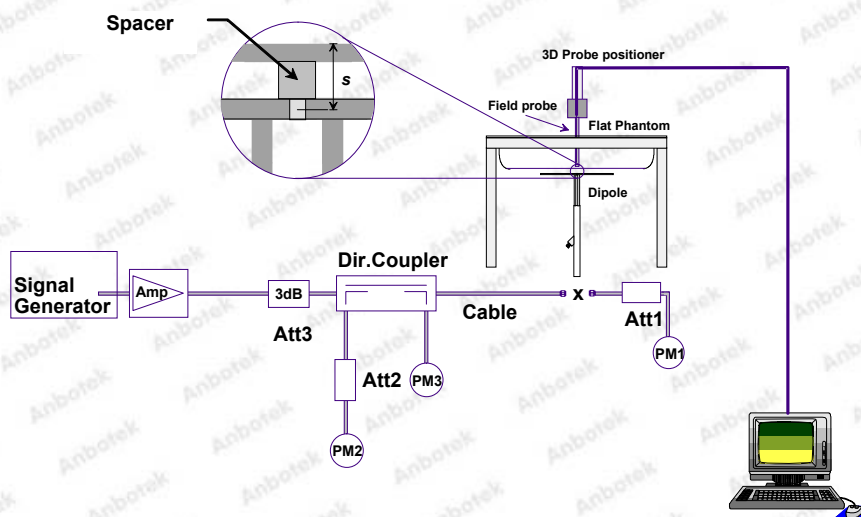 Spacer
s
3D Probe positioner
Field probe
Flat Phantom
Dipole
Signal
Generator
Amp
3dB
Att3
Dir.Coupler
Cable
x
Att1
PM1
Att2
PM3
PM2
Anbotek